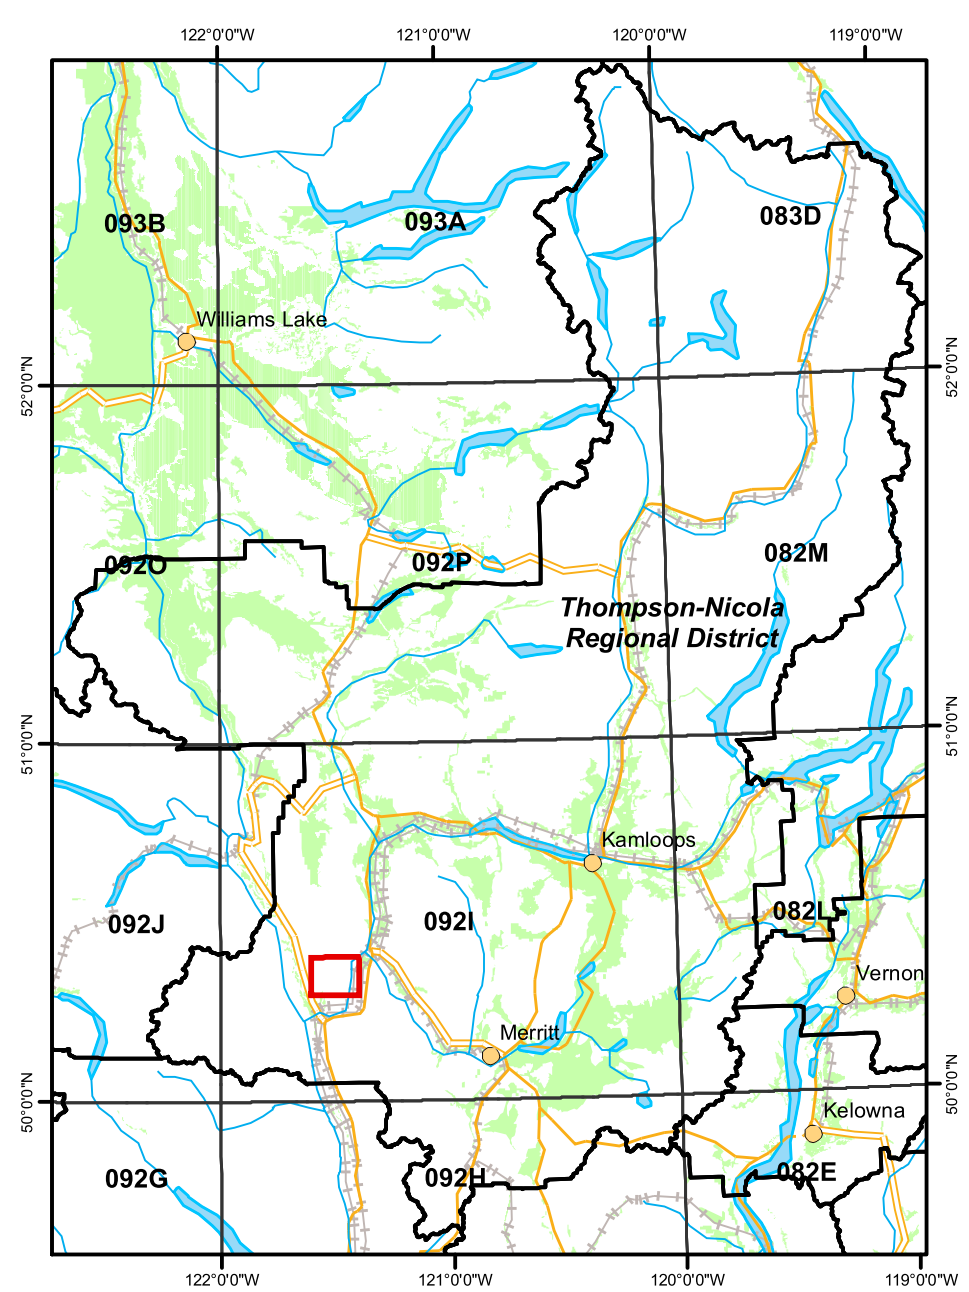 122°0'0"W
121°0'0"W
120°0'0"W
119°0'0"W
093B
093A
083D
Williams Lake
52°0'0"N
52°0'0"N
092O
092P
082M
Thompson-Nicola
Regional District
51°0'0"N
51°0'0"N
Kamloops
092J
092I
082L
Vernon
Merritt
50°0'0"N
50°0'0"N
Kelowna
092G
092H
082E
122°0'0"W
121°0'0"W
120°0'0"W
119°0'0"W